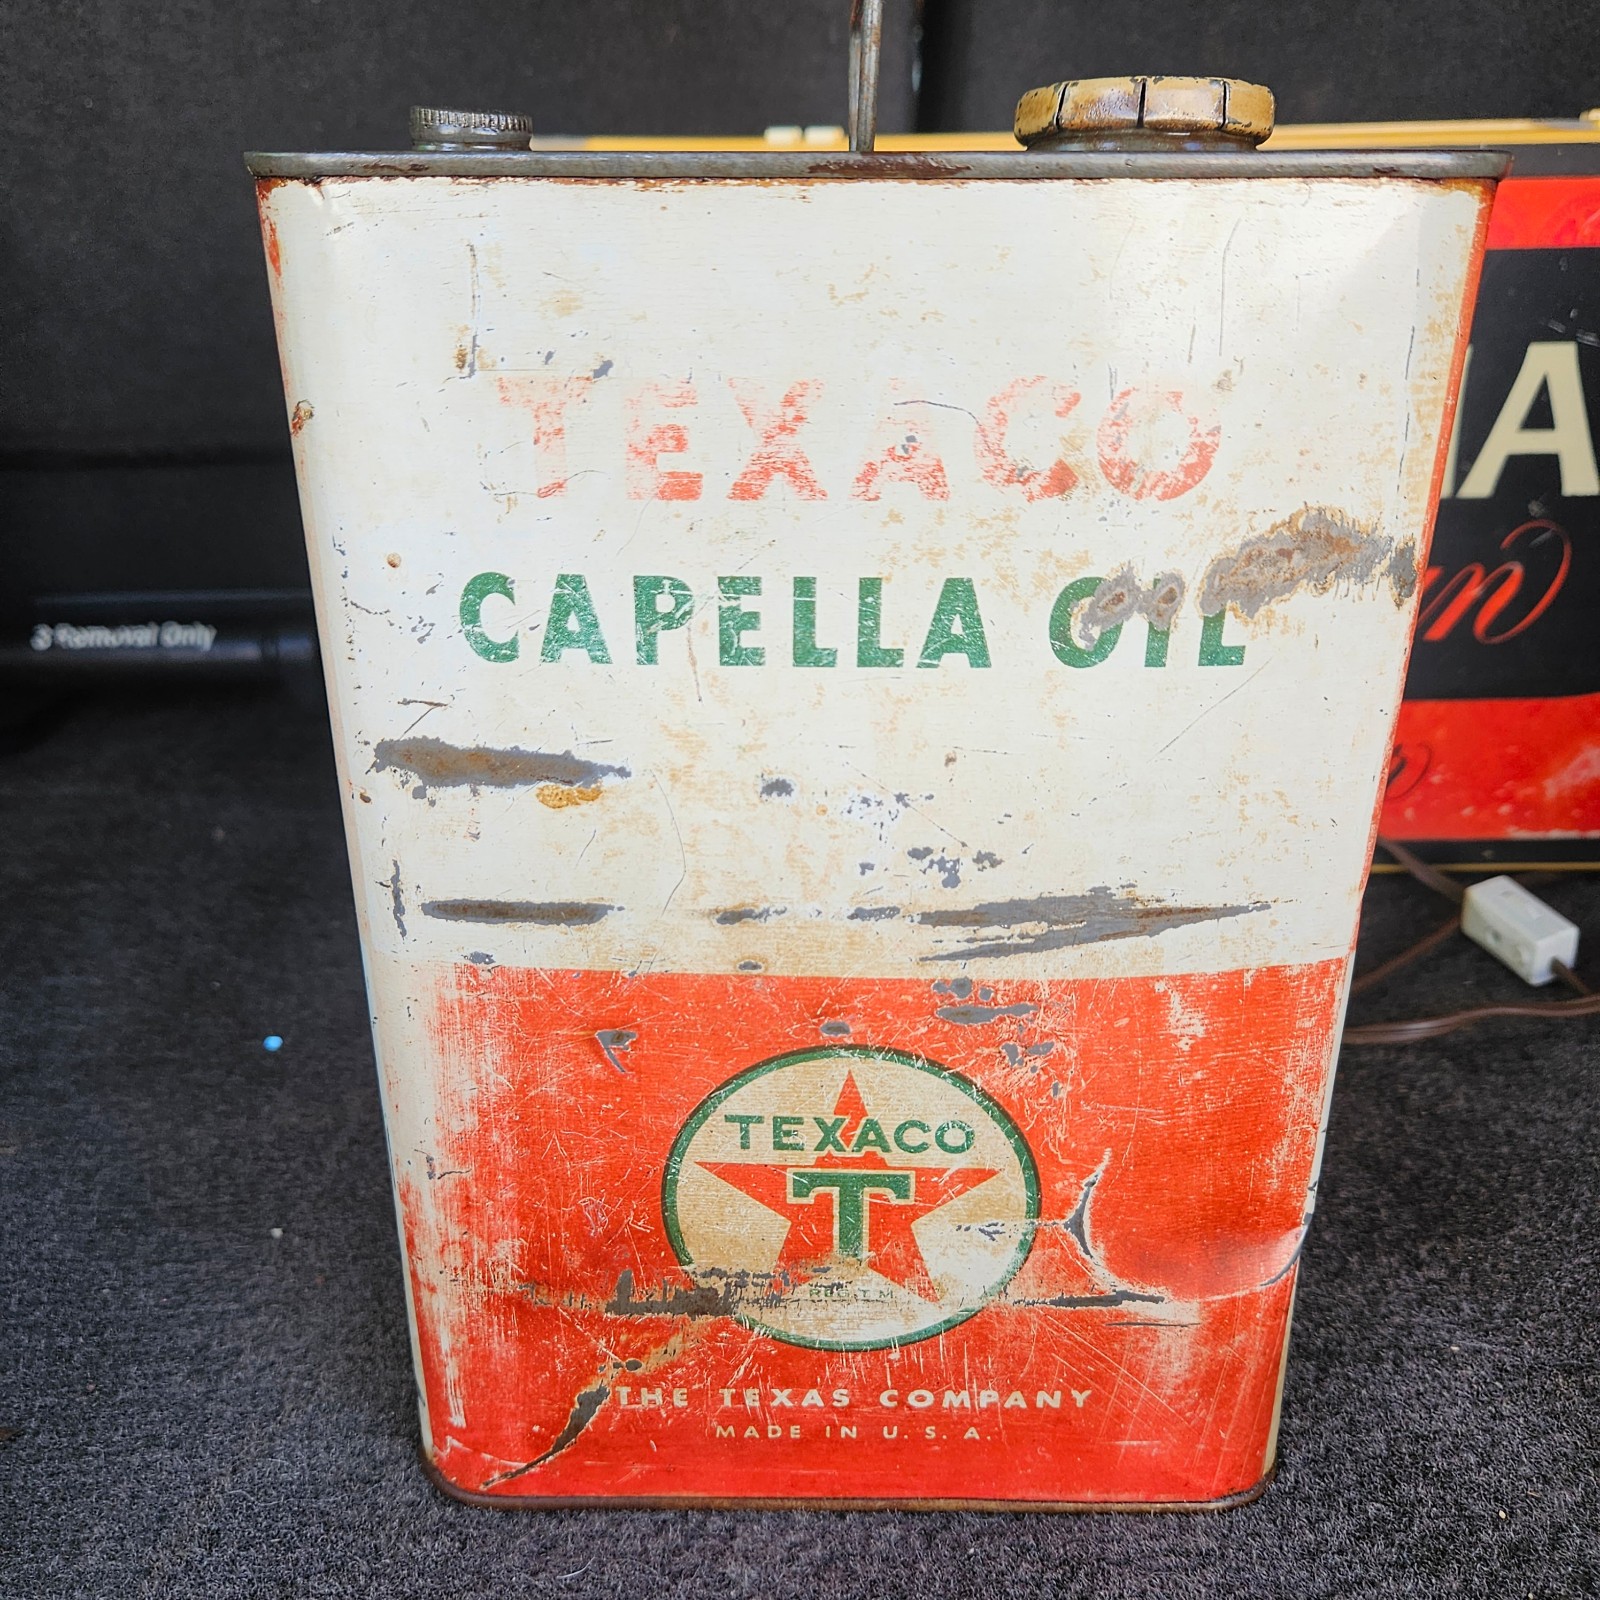 TEXACO
CAPELLA OIL
TEXACO
T
REG. T. M.
THE TEXAS COMPANY
MADE IN U. S. A.
Removal Only